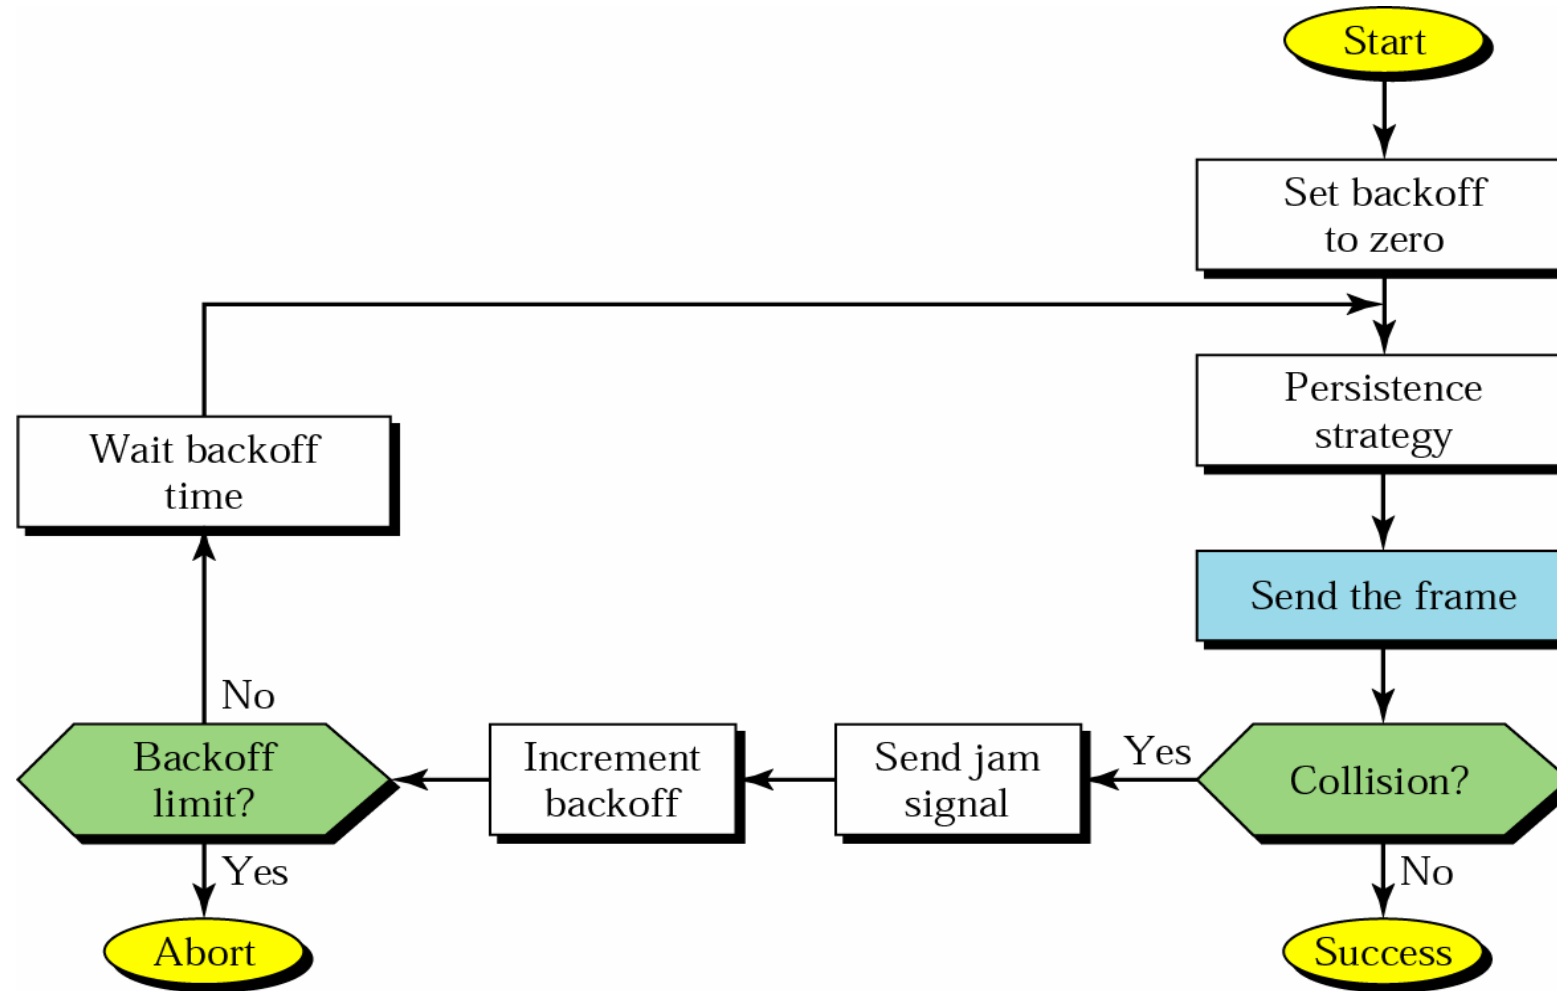 Start
Set backoff
to zero
Persistence
strategy
Wait backoff
time
Send the frame
No
Backoff
limit?
Increment
backoff
Send jam
signal
Yes
Collision?
Yes
No
Abort
Success